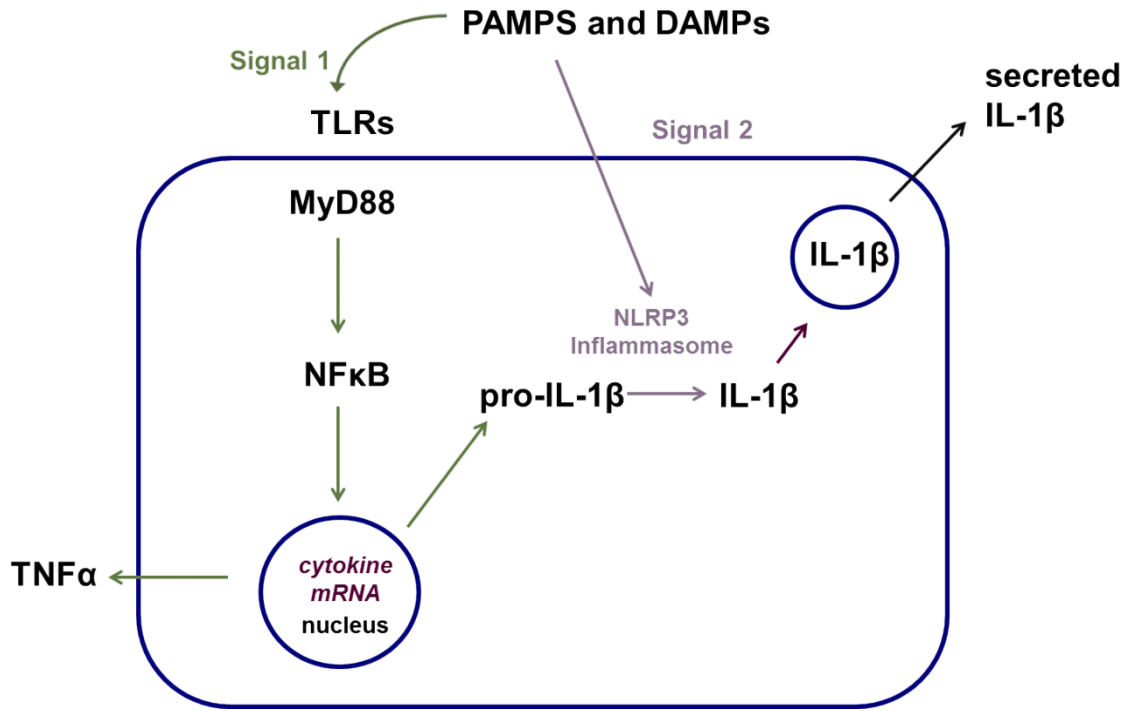 PAMPS and DAMPs
Signal 1
secreted
IL-1β
TLRs
Signal 2
MyD88
IL-1β
NLRP3
Inflammasome
NFκB
pro-IL-1β
IL-1β
cytokine
mRNA
nucleus
TNFα